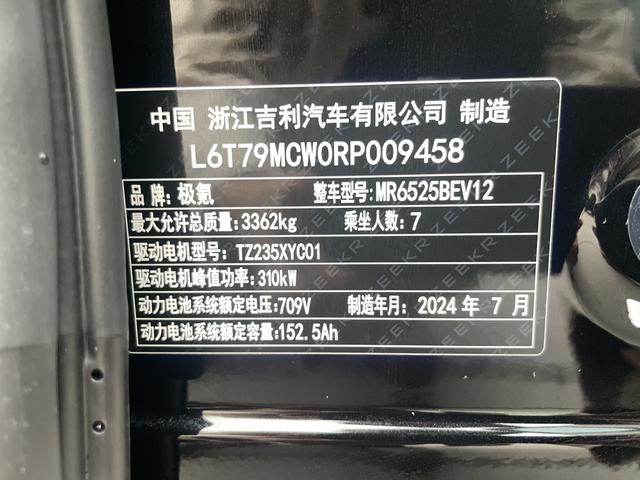 中国 浙江吉利汽车有限公司 制造
L6T79MCW0RP009458
品 牌：极氪 整车型号：MR6525BEV12
最大允许总质量：3362kg 乘坐人数：7
驱动电机型号：TZ235XYC01
驱动电机峰值功率：310kW
动力电池系统额定电压：709V 制造年月：2024 年 7 月
动力电池系统额定容量：152.5Ah